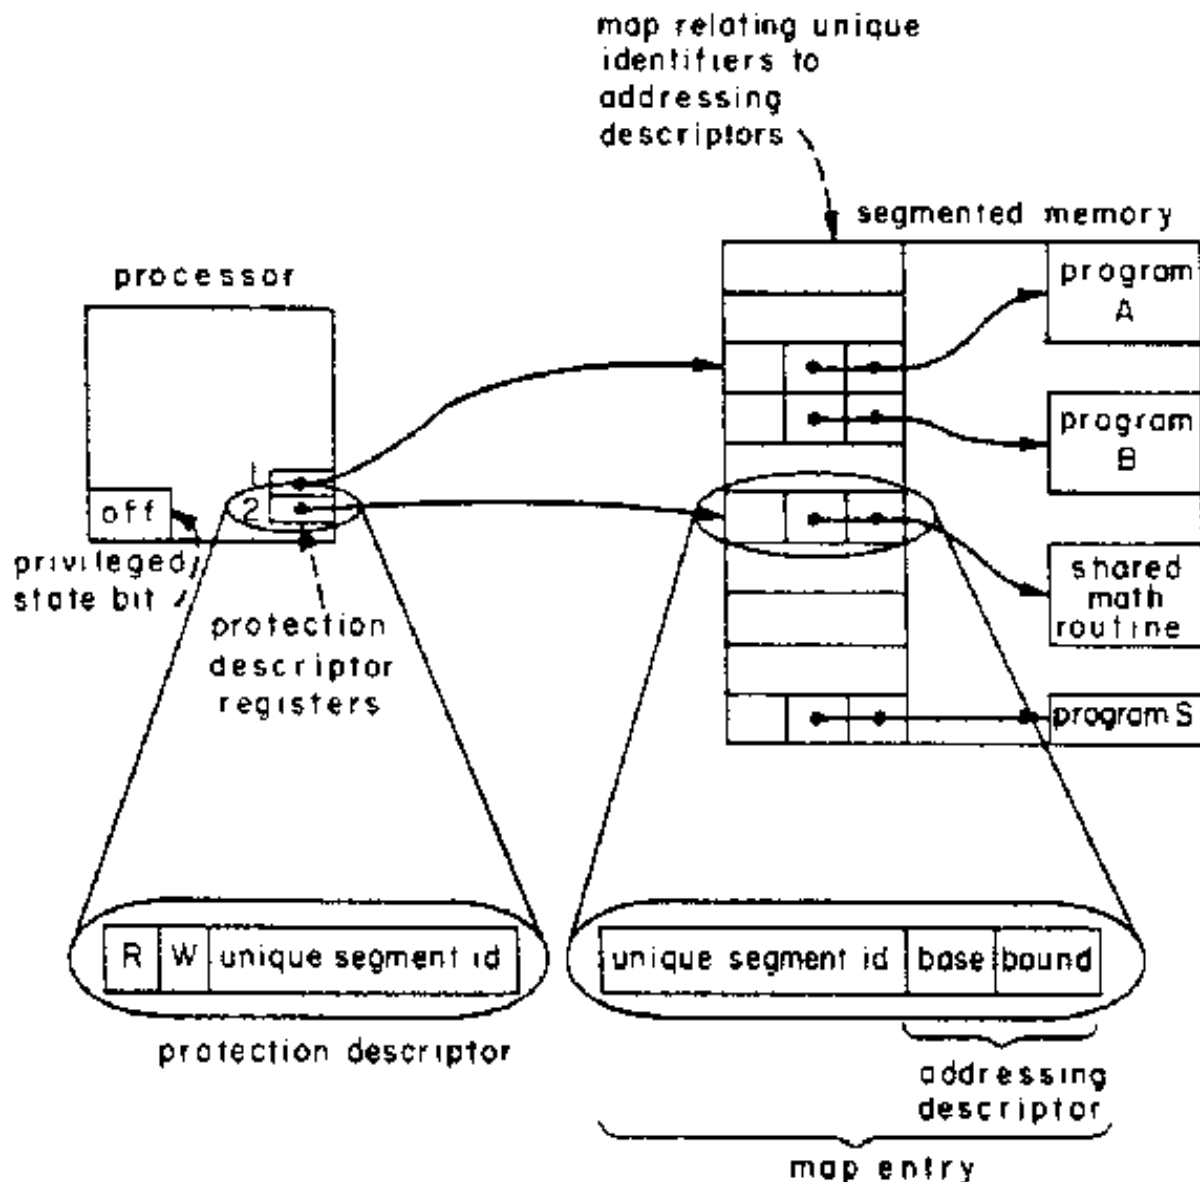 map relating unique
identifiers to
addressing
descriptors
segmented memory
processor
program
A
program
B
1
2
off
privileged
state bit
protection
descriptor
registers
shared
math
routine
program S
R W unique segment id
unique segment id base bound
protection descriptor
addressing
descriptor
map entry